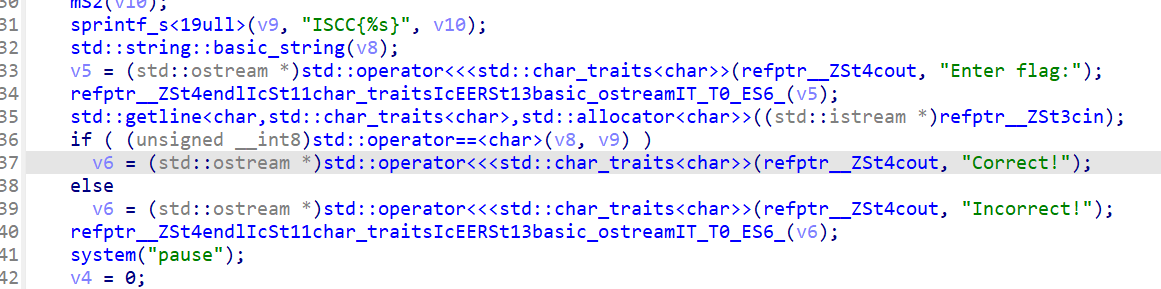 30 mS2(v10);
31 sprintf_s<19ull>(v9, "ISCC{%s}", v10);
32 std::string::basic_string(v8);
33 v5 = (std::ostream *)std::operator<<<std::char_traits<char>>(refptr__ZSt4cout, "Enter flag:");
34 refptr__ZSt4endlIcSt11char_traitsIcEERSt13basic_ostreamIT_T0_ES6_(v5);
35 std::getline<char,std::char_traits<char>,std::allocator<char>>((std::istream *)refptr__ZSt3cin);
36 if ( (unsigned __int8)std::operator==<char>(v8, v9) )
37 v6 = (std::ostream *)std::operator<<<std::char_traits<char>>(refptr__ZSt4cout, "Correct!");
38 else
39 v6 = (std::ostream *)std::operator<<<std::char_traits<char>>(refptr__ZSt4cout, "Incorrect!");
40 refptr__ZSt4endlIcSt11char_traitsIcEERSt13basic_ostreamIT_T0_ES6_(v6);
41 system("pause");
42 v4 = 0;